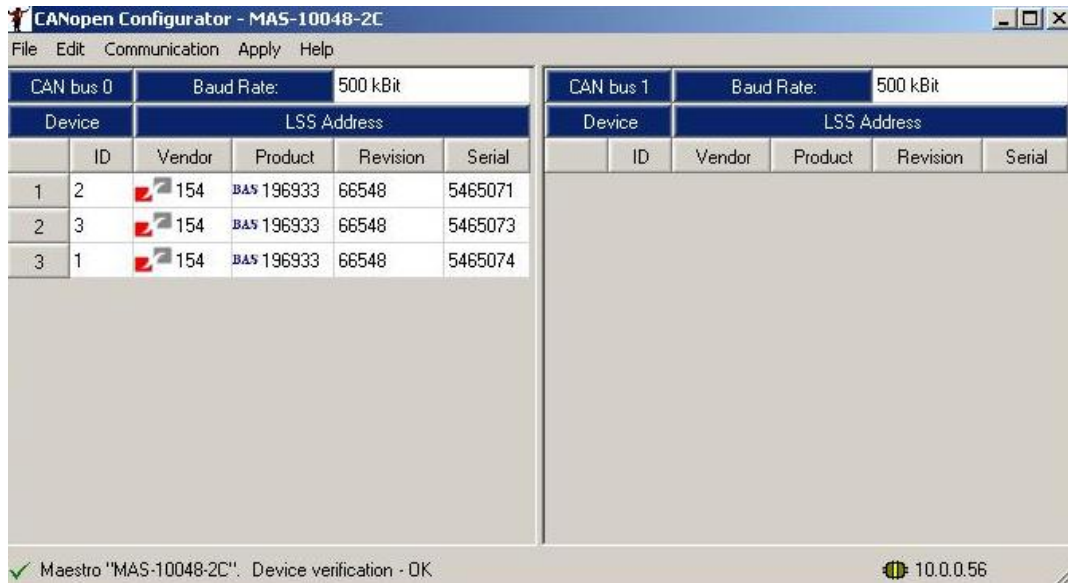 CANopen Configurator - MAS-10048-2C
File Edit Communication Apply Help
CAN bus 0 Baud Rate: 500 kBit
Device LSS Address
ID Vendor Product Revision Serial
1 2 154 BAS 196933 66548 5465071
2 3 154 BAS 196933 66548 5465073
3 1 154 BAS 196933 66548 5465074
CAN bus 1 Baud Rate: 500 kBit
Device LSS Address
ID Vendor Product Revision Serial
Maestro "MAS-10048-2C". Device verification - OK
10.0.0.56